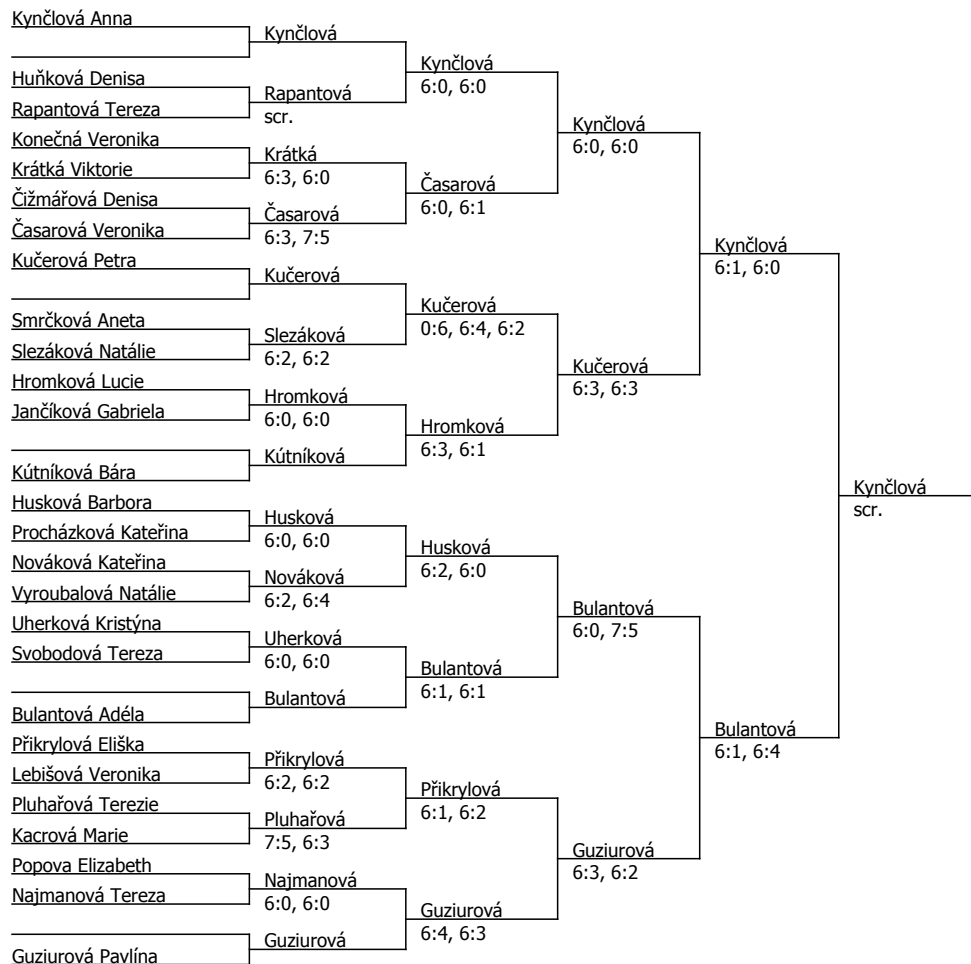 Kynčlová Anna
Kynčlová
Kynčlová
6:0, 6:0
Huňková Denisa
Rapantová
Rapantová Tereza
scr.
Kynčlová
6:0, 6:0
Konečná Veronika
Krátká
Krátká Viktorie
6:3, 6:0
Časarová
6:0, 6:1
Čižmářová Denisa
Časarová
Časarová Veronika
6:3, 7:5
Kynčlová
6:1, 6:0
Kučerová Petra
Kučerová
Kučerová
0:6, 6:4, 6:2
Smrčková Aneta
Slezáková
Slezáková Natálie
6:2, 6:2
Kučerová
6:3, 6:3
Hromková Lucie
Hromková
Jančíková Gabriela
6:0, 6:0
Hromková
6:3, 6:1
Kútníková
Kútníková Bára
Kynčlová
scr.
Husková Barbora
Husková
Procházková Kateřina
6:0, 6:0
Husková
6:2, 6:0
Nováková Kateřina
Nováková
Vyroubalová Natálie
6:2, 6:4
Bulantová
6:0, 7:5
Uherková Kristýna
Uherková
Svobodová Tereza
6:0, 6:0
Bulantová
6:1, 6:1
Bulantová
Bulantová Adéla
Bulantová
6:1, 6:4
Přikrylová Eliška
Přikrylová
Lebišová Veronika
6:2, 6:2
Přikrylová
6:1, 6:2
Pluhařová Terezie
Pluhařová
Kacrová Marie
7:5, 6:3
Guziurová
6:3, 6:2
Popova Elizabeth
Najmanová
Najmanová Tereza
6:0, 6:0
Guziurová
6:4, 6:3
Guziurová
Guziurová Pavlína